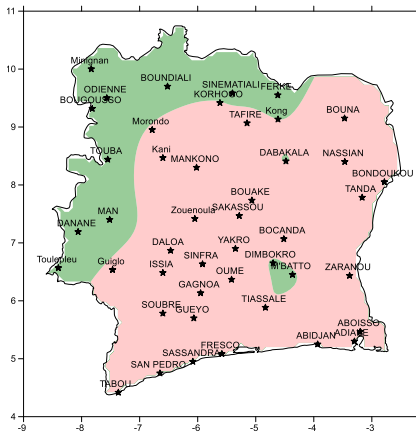 11
10
9
8
7
6
5
4
Minignan
ODIENNE
BOUGOUSSO
BOUNDIALI
SINEMATIALI
FERKE
KORHOGO
TAFIRE
Kong
BOUNA
Morondo
TOUBA
Kani
MANKONO
DABAKALA
NASSIAN
BONDOUKOU
TANDA
BOUAKE
SAKASSOU
Zouenoula
MAN
DANANE
BOCANDA
YAKRO
DALOA
Toulepleu
Guiglo
ISSIA
SINFRA
DIMBOKRO
M'BATTO
OUME
ZARANOU
GAGNOA
TIASSALE
SOUBRE
GUEYO
ABOISSO
ADIAKE
ABIDJAN
FRESCO
SASSANDRA
SAN PEDRO
TABOU
-9 -8 -7 -6 -5 -4 -3